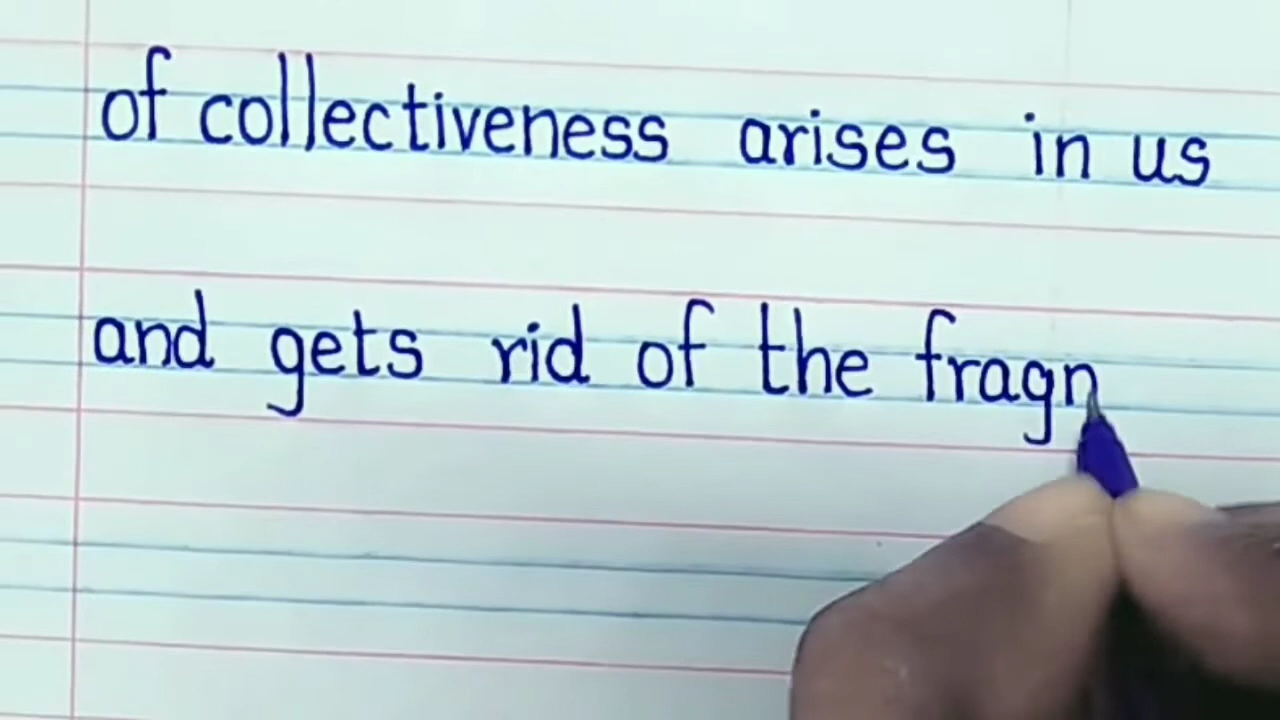 of collectiveness arises in us
and gets rid of the fragn